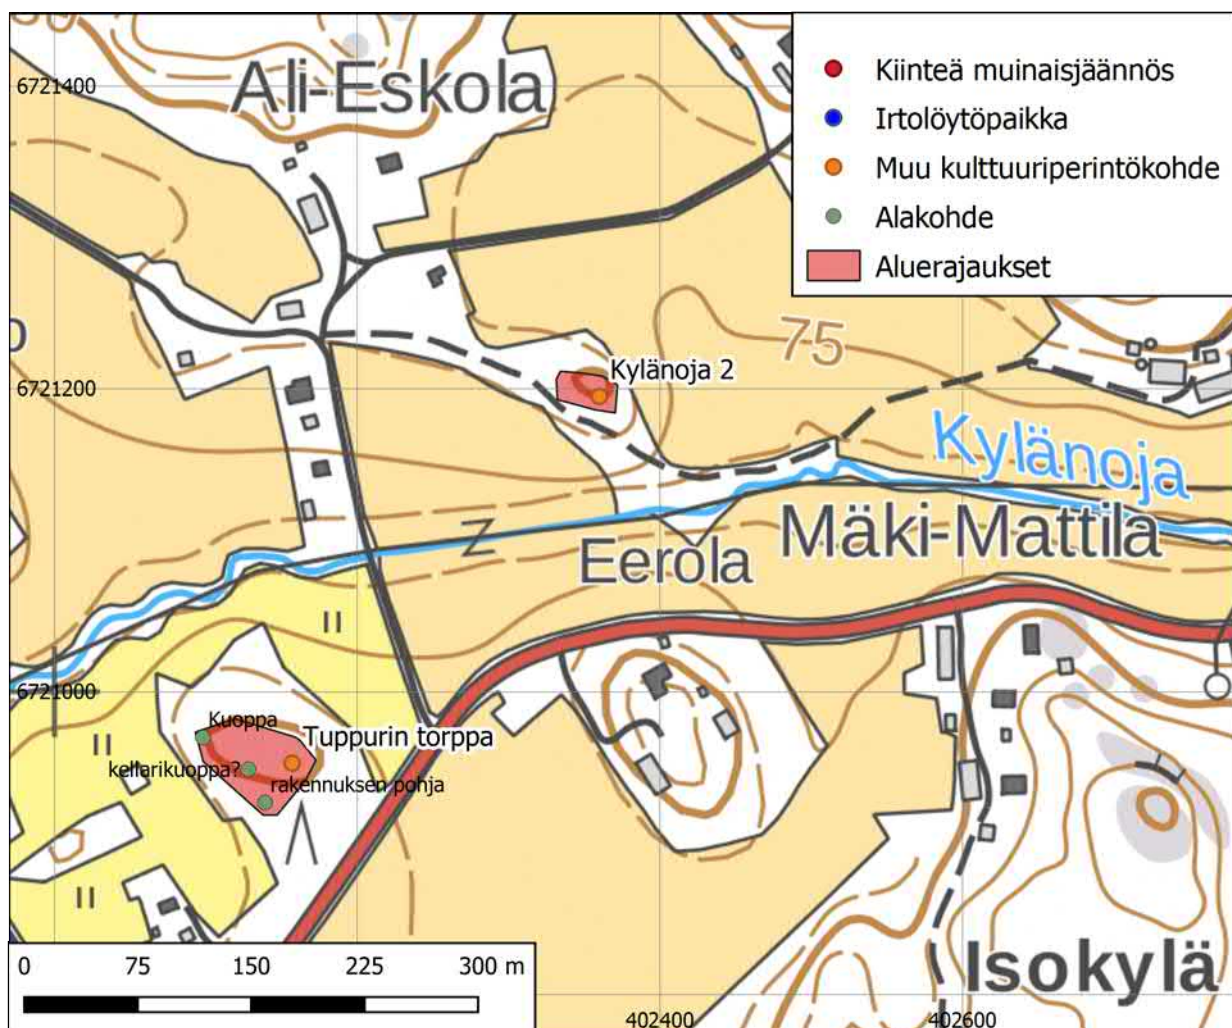 Ali-Eskola
6721400
Kiinteä muinaisjäännös
Irtolöytöpaikka
Muu kulttuuriperintökohde
Alakohde
Aluerajaukset
75
Kylänoja 2
6721200
Kylänoja
Mäki-Mattila
Eerola
6721000
Kuoppa
Tuppurin torppa
kellarikuoppa?
rakennuksen pohja
Isokylä
0 75 150 225 300 m
402400
402600